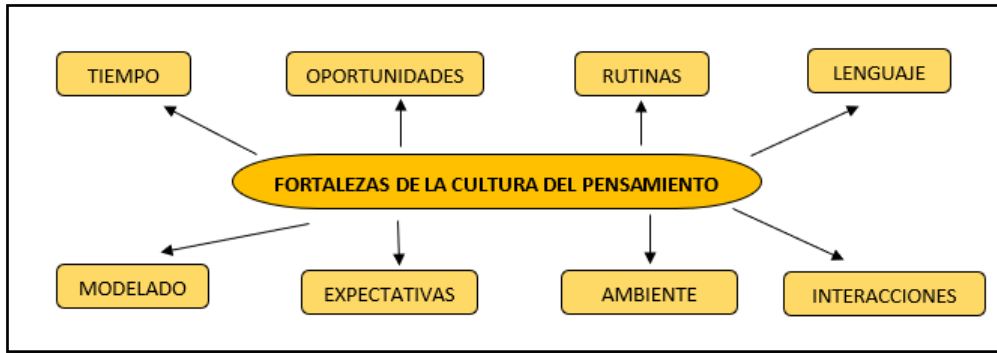 TIEMPO
OPORTUNIDADES
RUTINAS
LENGUAJE
FORTALEZAS DE LA CULTURA DEL PENSAMIENTO
MODELADO
EXPECTATIVAS
AMBIENTE
INTERACCIONES